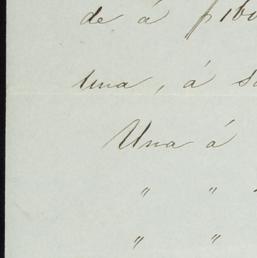 de á
una, á
Una á
" "
" "